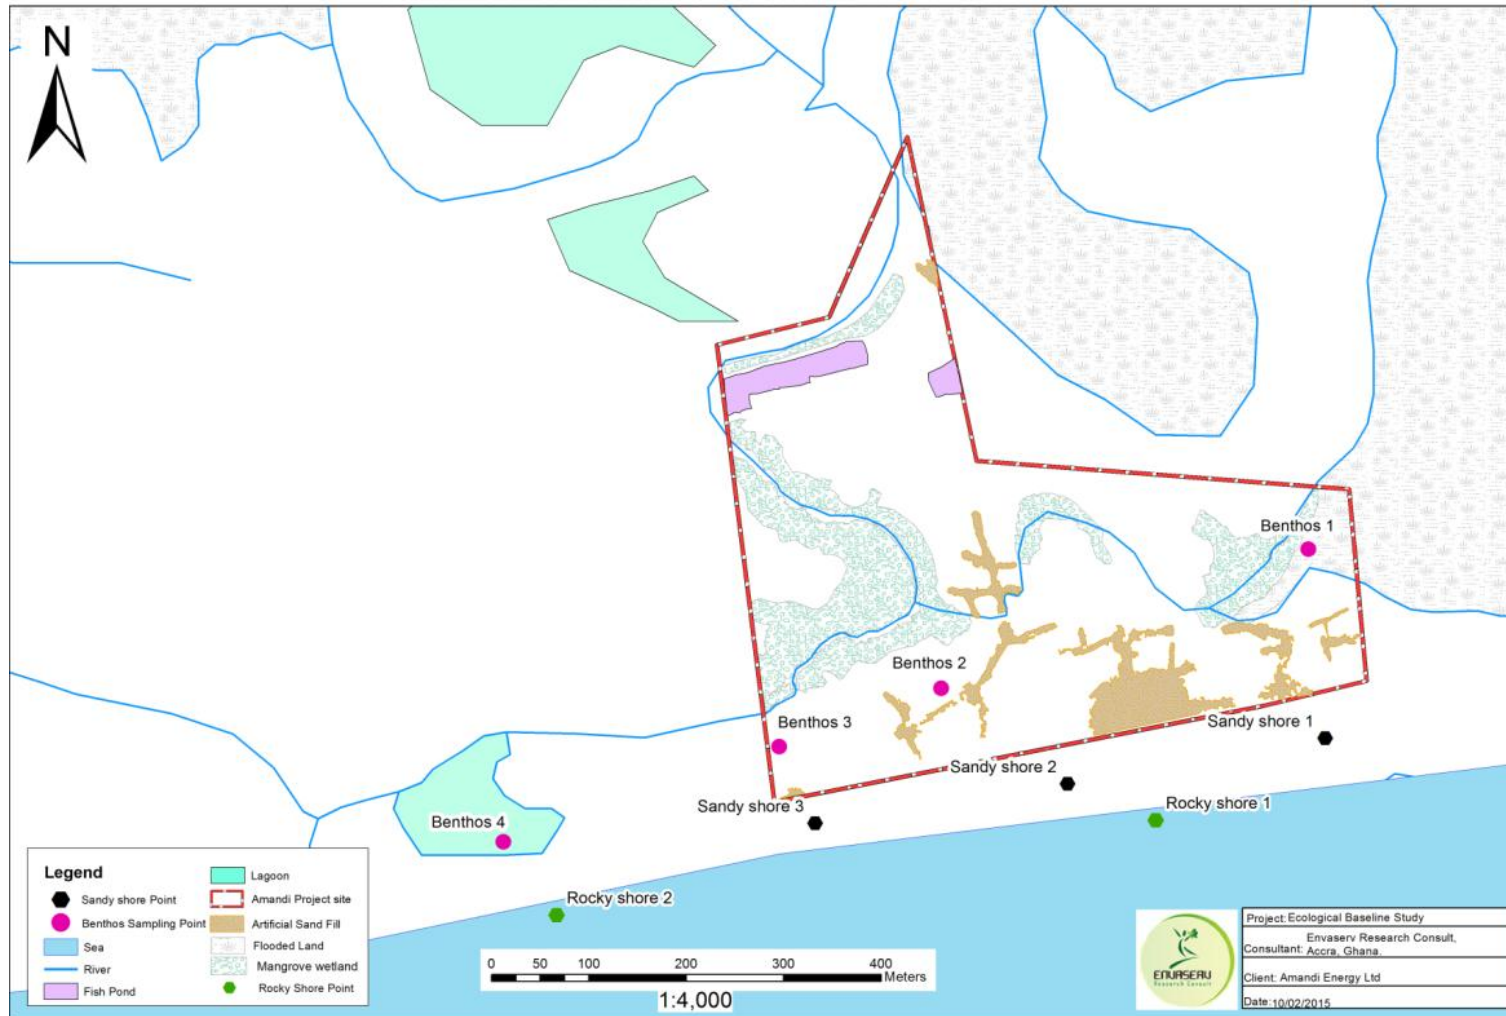 N
Benthos 1
Benthos 2
Benthos 3
Sandy shore 1
Sandy shore 2
Sandy shore 3
Rocky shore 1
Benthos 4
Rocky shore 2
Legend
Sandy shore Point
Benthos Sampling Point
Sea
River
Fish Pond
Lagoon
Amandi Project site
Artificial Sand Fill
Flooded Land
Mangrove wetland
Rocky Shore Point
0 50 100 200 300 400
Meters
1:4,000
ENVASERV
Research Consult
Project: Ecological Baseline Study
Consultant: Envaserv Research Consult,
Accra, Ghana.
Client: Amandi Energy Ltd
Date: 10/02/2015